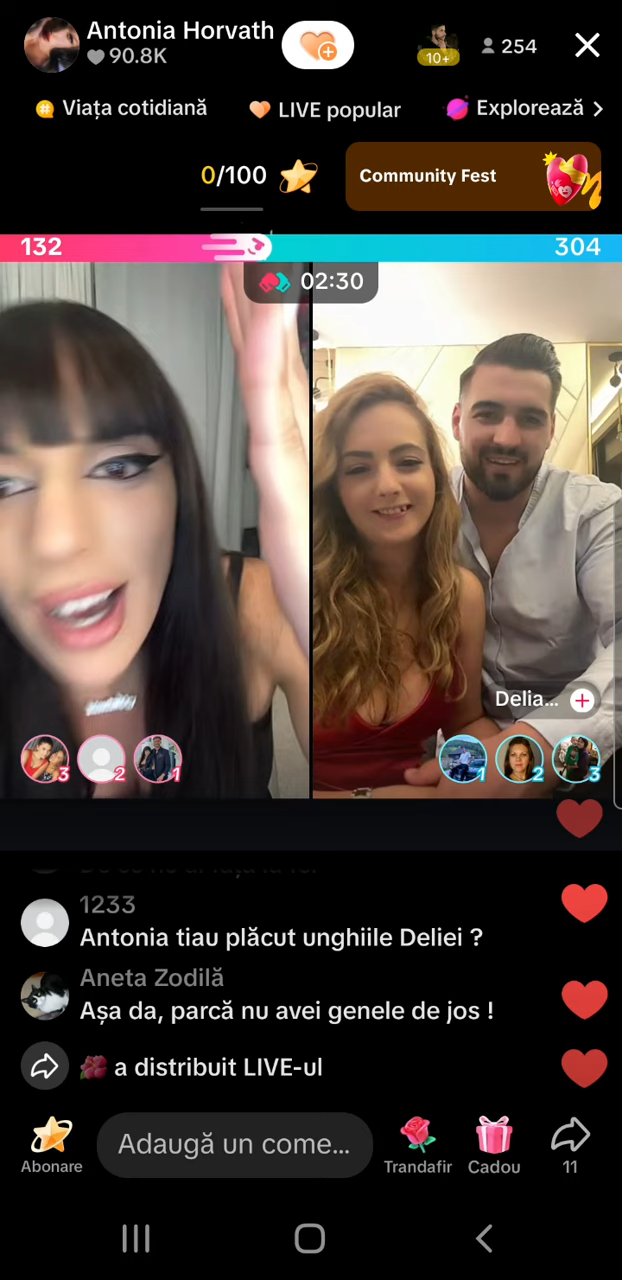 Antonia Horvath
90.8K
10+
254
Viața cotidiană
LIVE popular
Explorează
0/100
Community Fest
132
304
02:30
Delia...
3
2
1
1
2
3
1233
Antonia tiau plăcut unghiile Deliei ?
Aneta Zodilă
Așa da, parcă nu avei genele de jos !
a distribuit LIVE-ul
Abonare
Adaugă un come...
Trandafir
Cadou
11